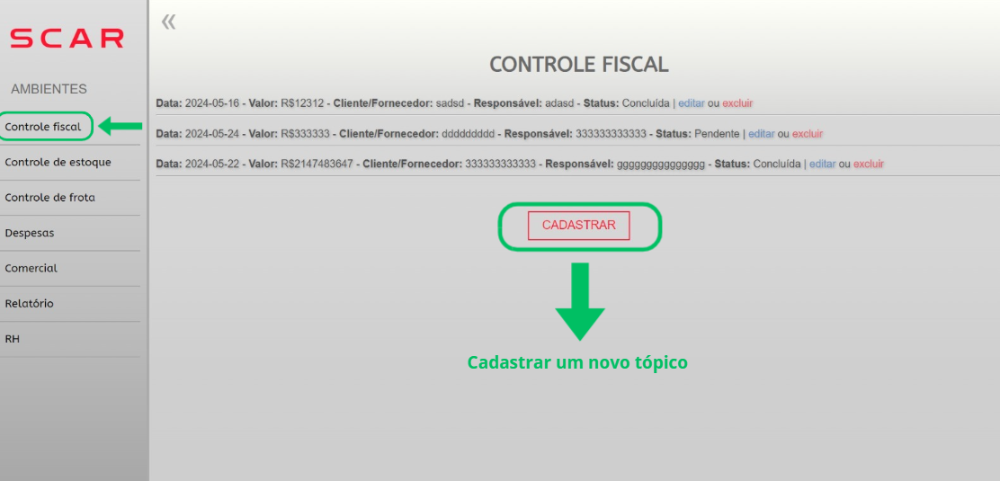 SCAR
AMBIENTES
Controle fiscal
Controle de estoque
Controle de frota
Despesas
Comercial
Relatório
RH
«
CONTROLE FISCAL
Data: 2024-05-16 - Valor: R$12312 - Cliente/Fornecedor: sadsd - Responsável: adasd - Status: Concluída | editar ou excluir
Data: 2024-05-24 - Valor: R$333333 - Cliente/Fornecedor: ddddddddd - Responsável: 333333333333 - Status: Pendente | editar ou excluir
Data: 2024-05-22 - Valor: R$2147483647 - Cliente/Fornecedor: 333333333333 - Responsável: ggggggggggggggg - Status: Concluída | editar ou excluir
CADASTRAR
Cadastrar um novo tópico